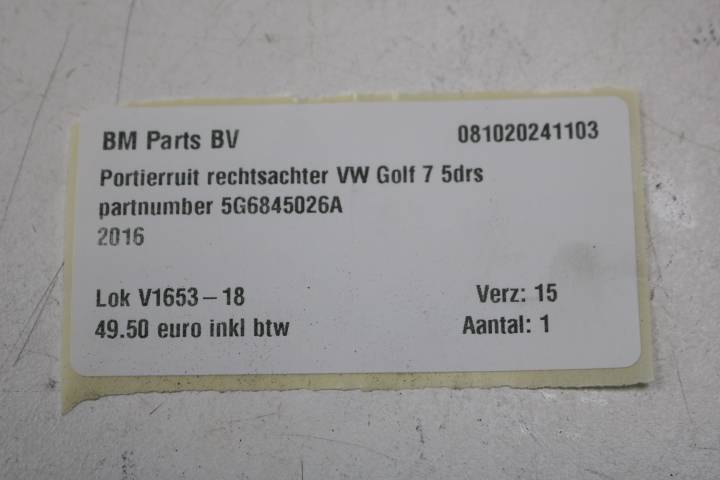 BM Parts BV 081020241103
Portierruit rechtsachter VW Golf 7 5drs
partnumber 5G6845026A
2016
Lok V1653-18 Verz: 15
49.50 euro inkl btw Aantal: 1